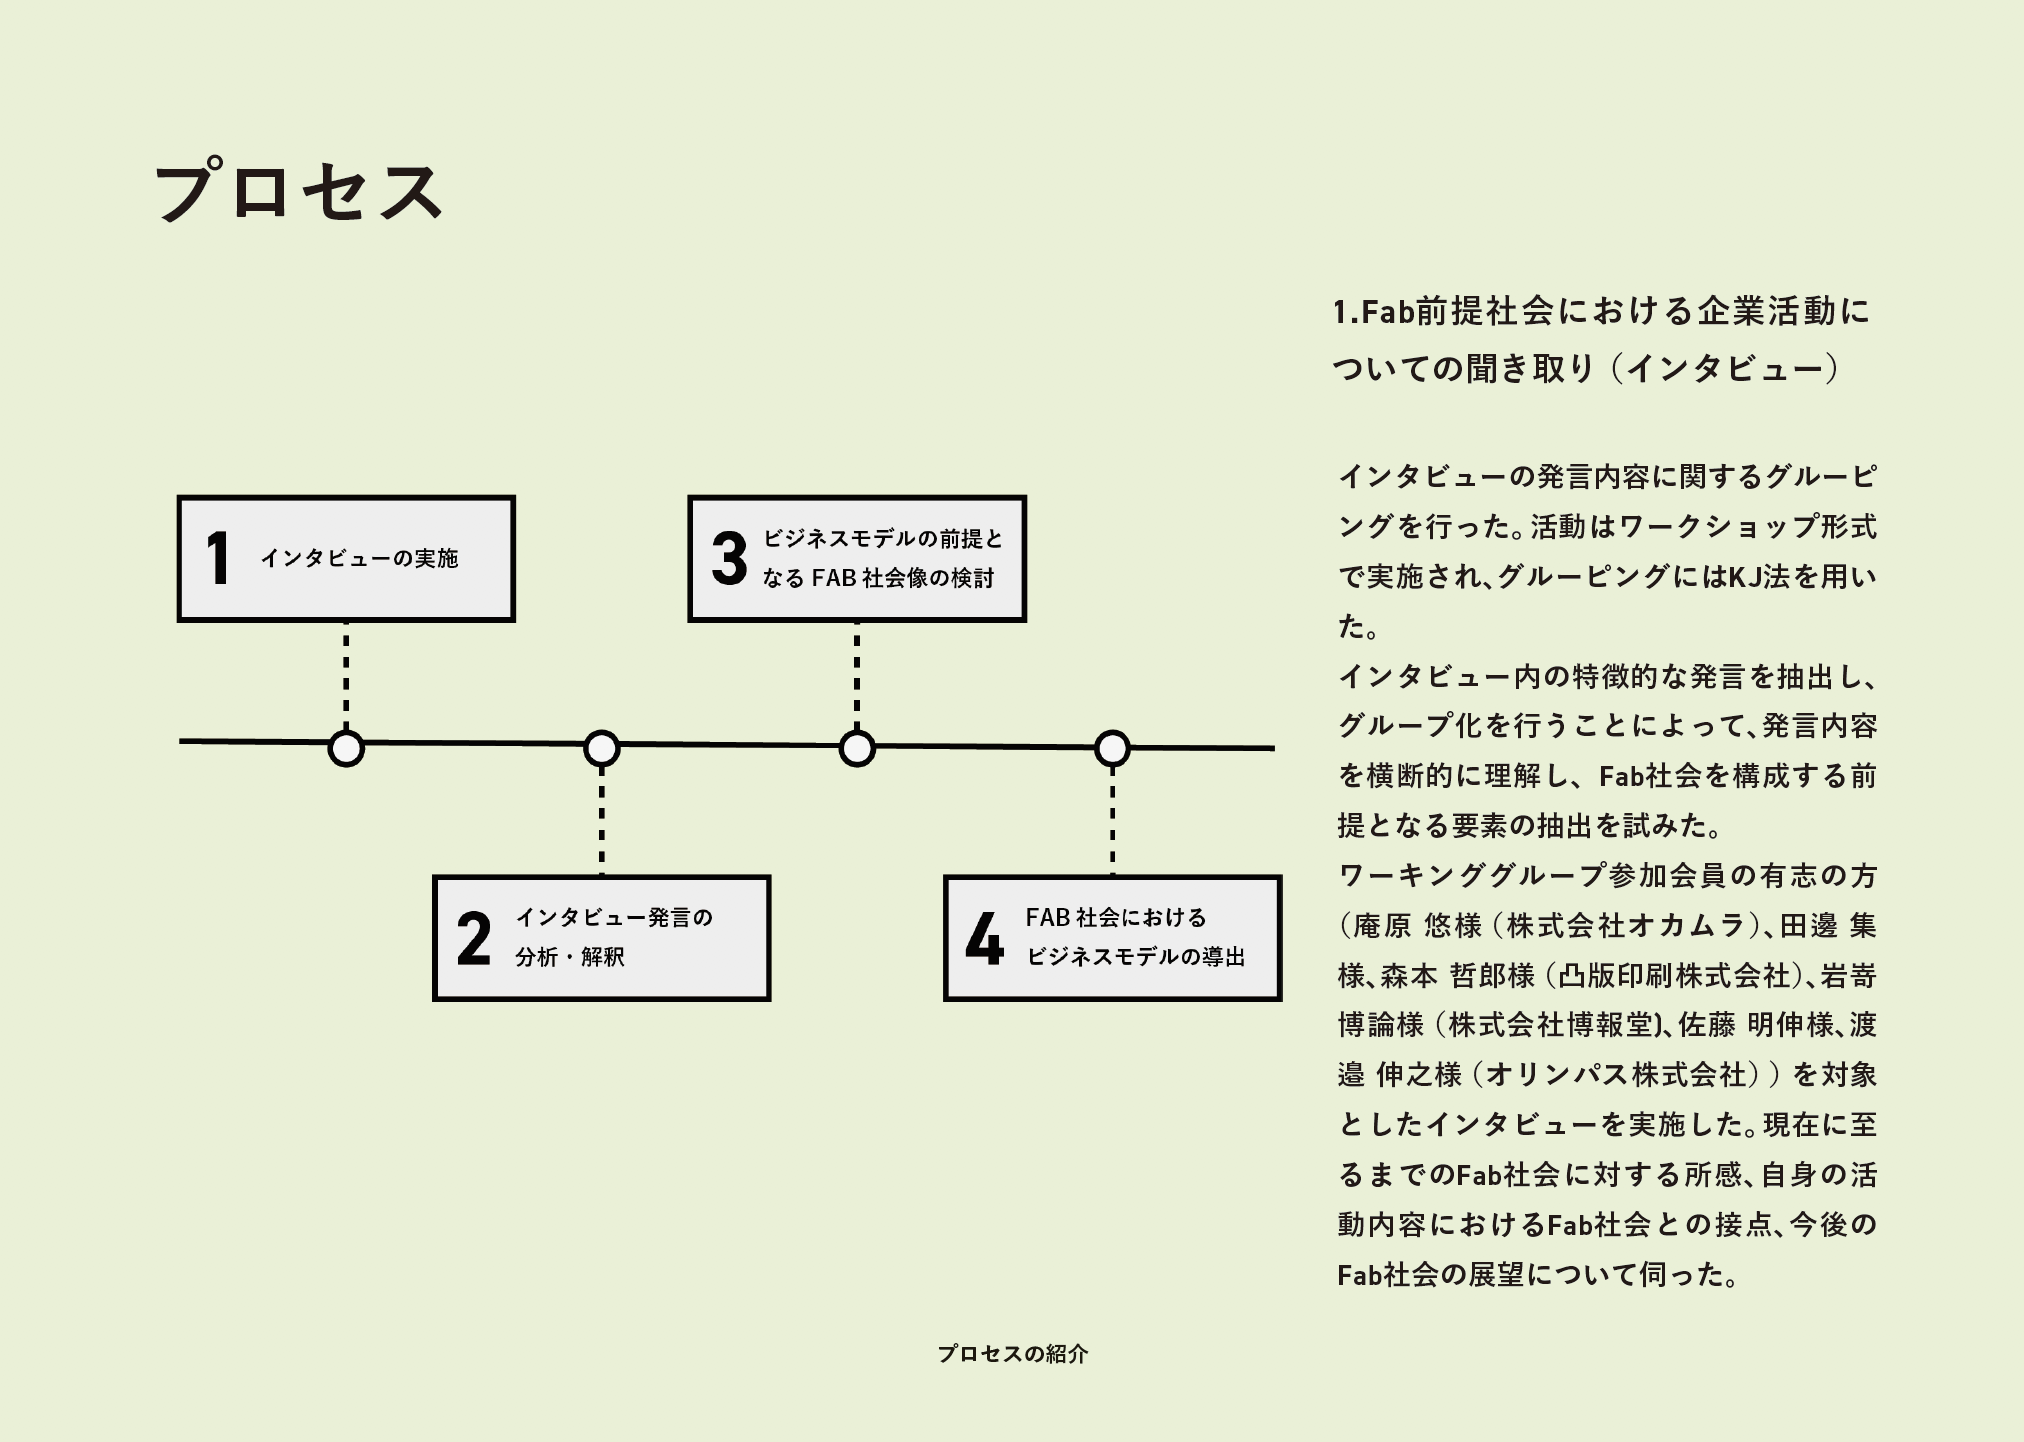 プロセス
1
インタビューの実施
2
インタビュー発言の
分析・解釈
3
ビジネスモデルの前提と
なる FAB 社会像の検討
4
FAB 社会における
ビジネスモデルの導出
1.Fab前提社会における企業活動に
ついての聞き取り（インタビュー）
インタビューの発言内容に関するグルーピ
ングを行った。活動はワークショップ形式
で実施され、グルーピングにはKJ法を用い
た。
インタビュー内の特徴的な発言を抽出し、
グループ化を行うことによって、発言内容
を横断的に理解し、Fab社会を構成する前
提となる要素の抽出を試みた。
ワーキンググループ参加会員の有志の方
（庵原 悠様（株式会社オカムラ）、田邊 集
様、森本 哲郎様（凸版印刷株式会社）、岩嵜
博論様（株式会社博報堂)、佐藤 明伸様、渡
邉 伸之様（オリンパス株式会社））を対象
としたインタビューを実施した。現在に至
るまでのFab社会に対する所感、自身の活
動内容におけるFab社会との接点、今後の
Fab社会の展望について伺った。
プロセスの紹介